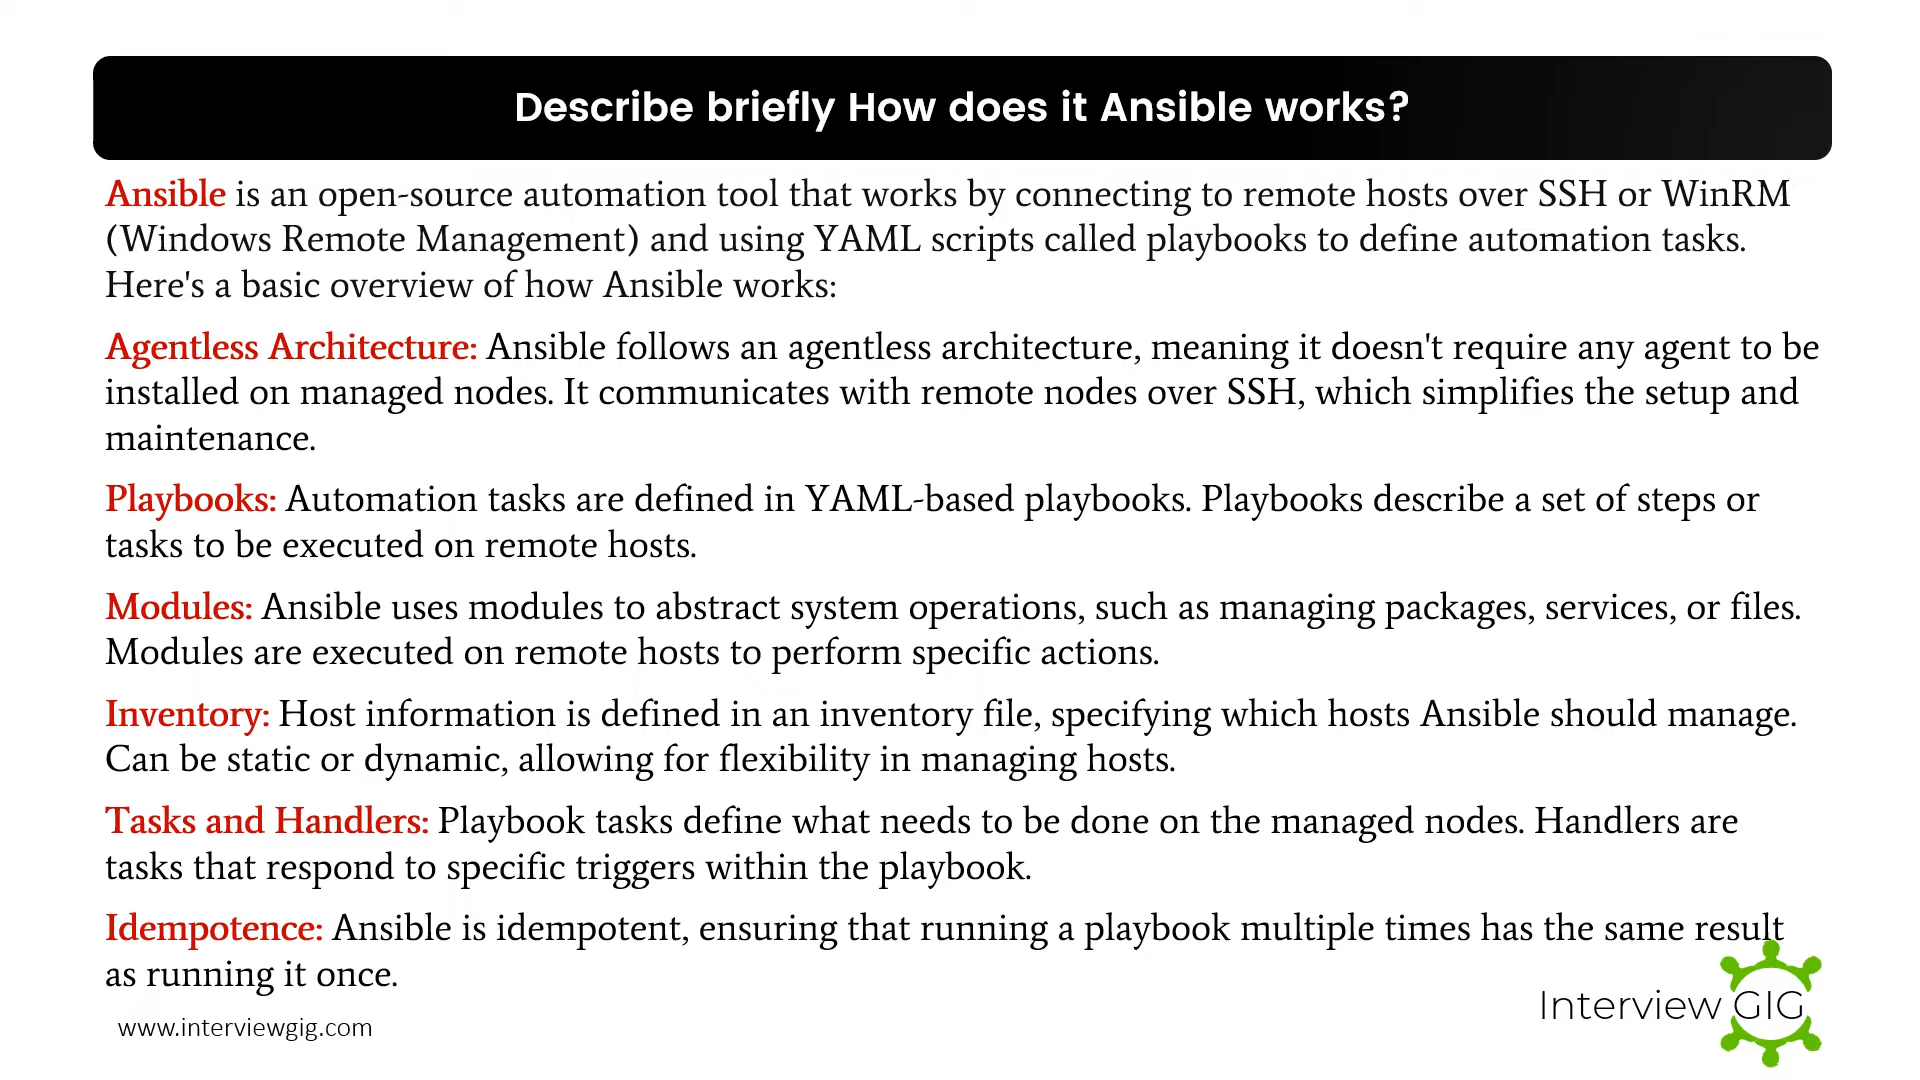 Describe briefly How does it Ansible works?
Ansible is an open-source automation tool that works by connecting to remote hosts over SSH or WinRM
(Windows Remote Management) and using YAML scripts called playbooks to define automation tasks.
Here's a basic overview of how Ansible works:
Agentless Architecture: Ansible follows an agentless architecture, meaning it doesn't require any agent to be
installed on managed nodes. It communicates with remote nodes over SSH, which simplifies the setup and
maintenance.
Playbooks: Automation tasks are defined in YAML-based playbooks. Playbooks describe a set of steps or
tasks to be executed on remote hosts.
Modules: Ansible uses modules to abstract system operations, such as managing packages, services, or files.
Modules are executed on remote hosts to perform specific actions.
Inventory: Host information is defined in an inventory file, specifying which hosts Ansible should manage.
Can be static or dynamic, allowing for flexibility in managing hosts.
Tasks and Handlers: Playbook tasks define what needs to be done on the managed nodes. Handlers are
tasks that respond to specific triggers within the playbook.
Idempotence: Ansible is idempotent, ensuring that running a playbook multiple times has the same result
as running it once.
Interview GIG
www.interviewgig.com